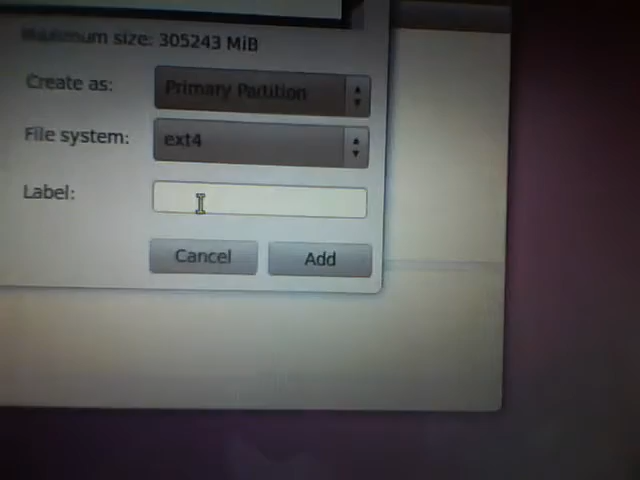 Maximum size: 305243 MiB
Create as: Primary Partition
File system: ext4
Label:
Cancel Add